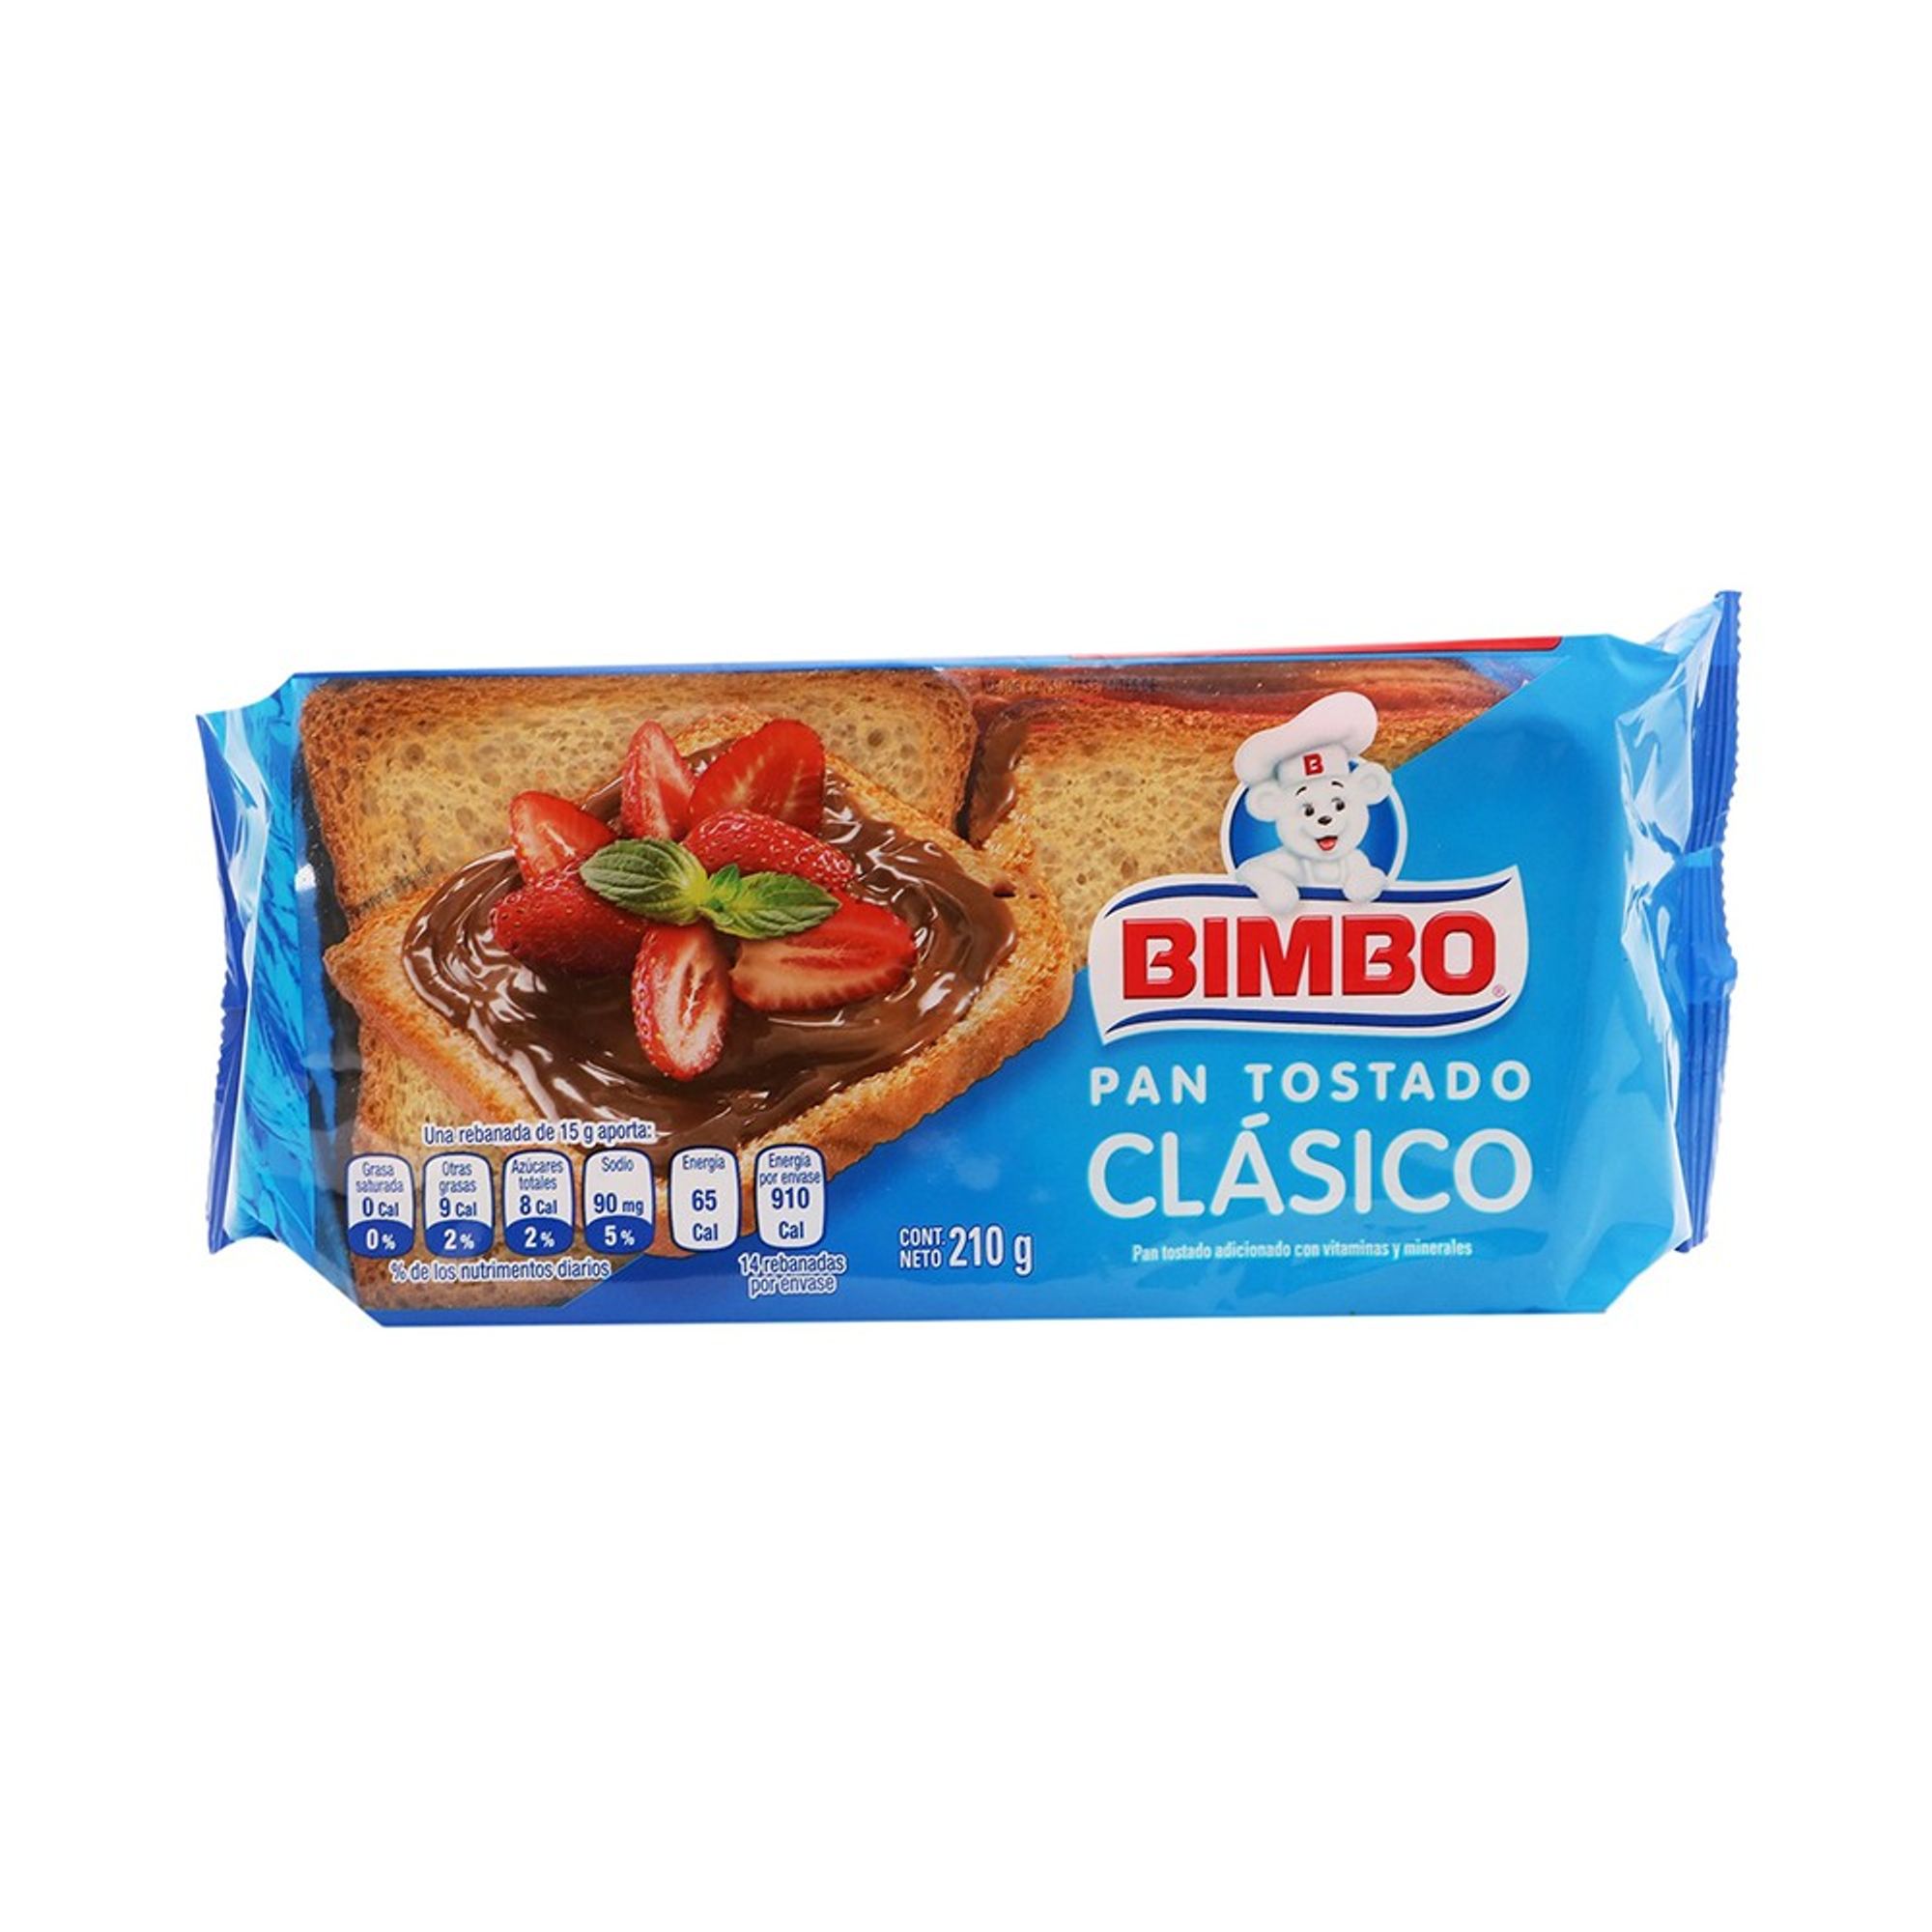 B
BIMBO®
PAN TOSTADO
CLÁSICO
Pan tostado adicionado con vitaminas y minerales
Una rebanada de 15 g aporta:
Grasa saturada 0 Cal 0%
Otras grasas 9 Cal 2%
Azúcares totales 8 Cal 2%
Sodio 90 mg 5%
Energía 65 Cal
Energía por envase 910 Cal
% de los nutrimentos diarios
14 rebanadas
por envase
CONT.
NETO 210 g